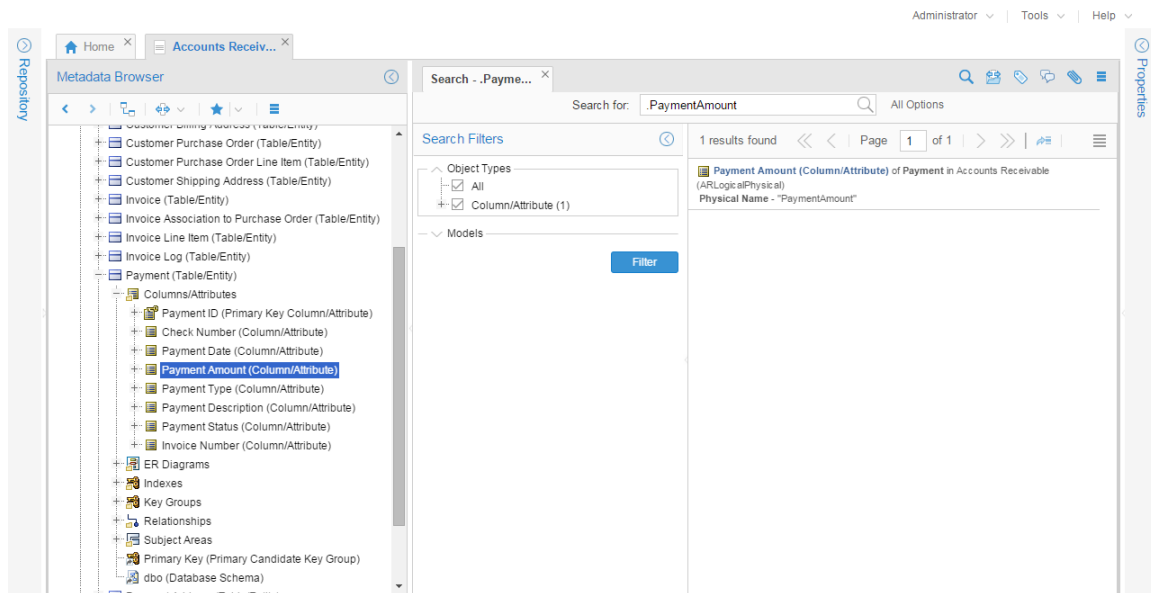 Administrator Tools Help
Home Accounts Receiv...
Repository
Metadata Browser
Customer Billing Address (Table/Entity)
Customer Purchase Order (Table/Entity)
Customer Purchase Order Line Item (Table/Entity)
Customer Shipping Address (Table/Entity)
Invoice (Table/Entity)
Invoice Association to Purchase Order (Table/Entity)
Invoice Line Item (Table/Entity)
Invoice Log (Table/Entity)
Payment (Table/Entity)
Columns/Attributes
Payment ID (Primary Key Column/Attribute)
Check Number (Column/Attribute)
Payment Date (Column/Attribute)
Payment Amount (Column/Attribute)
Payment Type (Column/Attribute)
Payment Description (Column/Attribute)
Payment Status (Column/Attribute)
Invoice Number (Column/Attribute)
ER Diagrams
Indexes
Key Groups
Relationships
Subject Areas
Primary Key (Primary Candidate Key Group)
dbo (Database Schema)
Search - .Payme...
Search for: .PaymentAmount All Options
Search Filters
Object Types
All
Column/Attribute (1)
Models
Filter
1 results found Page 1 of 1
Payment Amount (Column/Attribute) of Payment in Accounts Receivable
(ARLogicalPhysical)
Physical Name - "PaymentAmount"
Properties